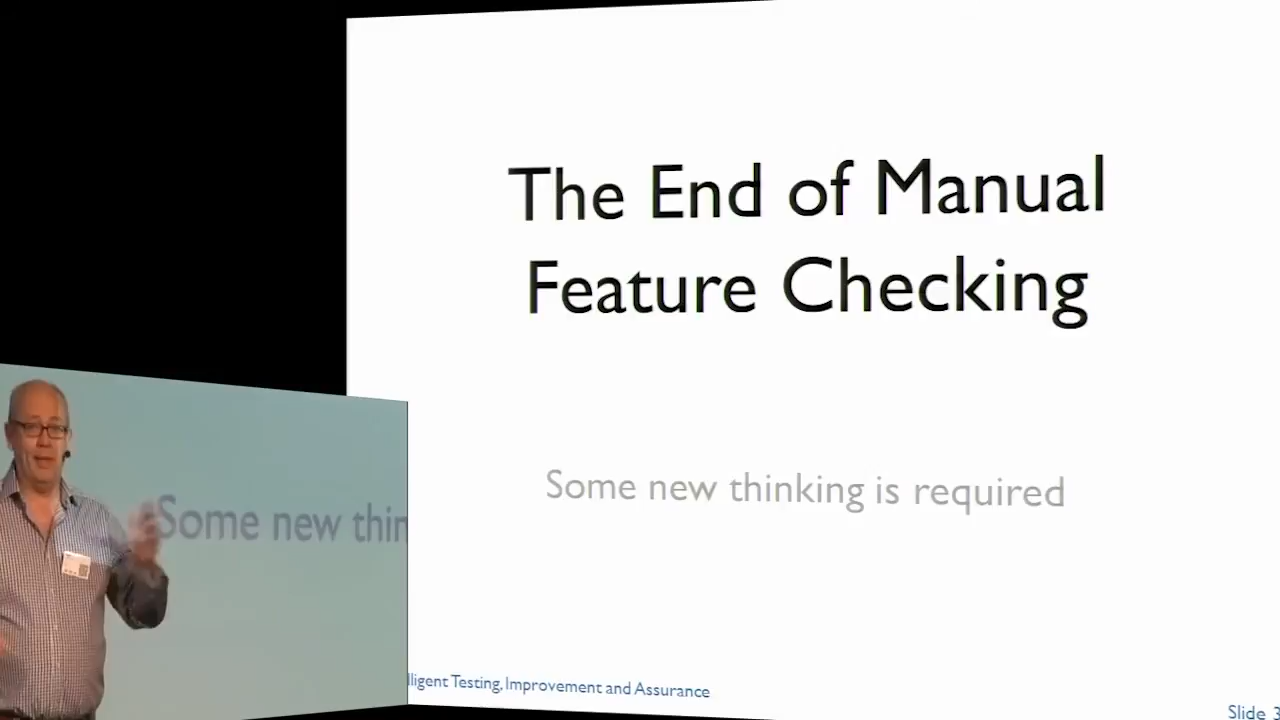 The End of Manual
Feature Checking
Some new thinking is required
Some new thin
lligent Testing, Improvement and Assurance
Slide 3